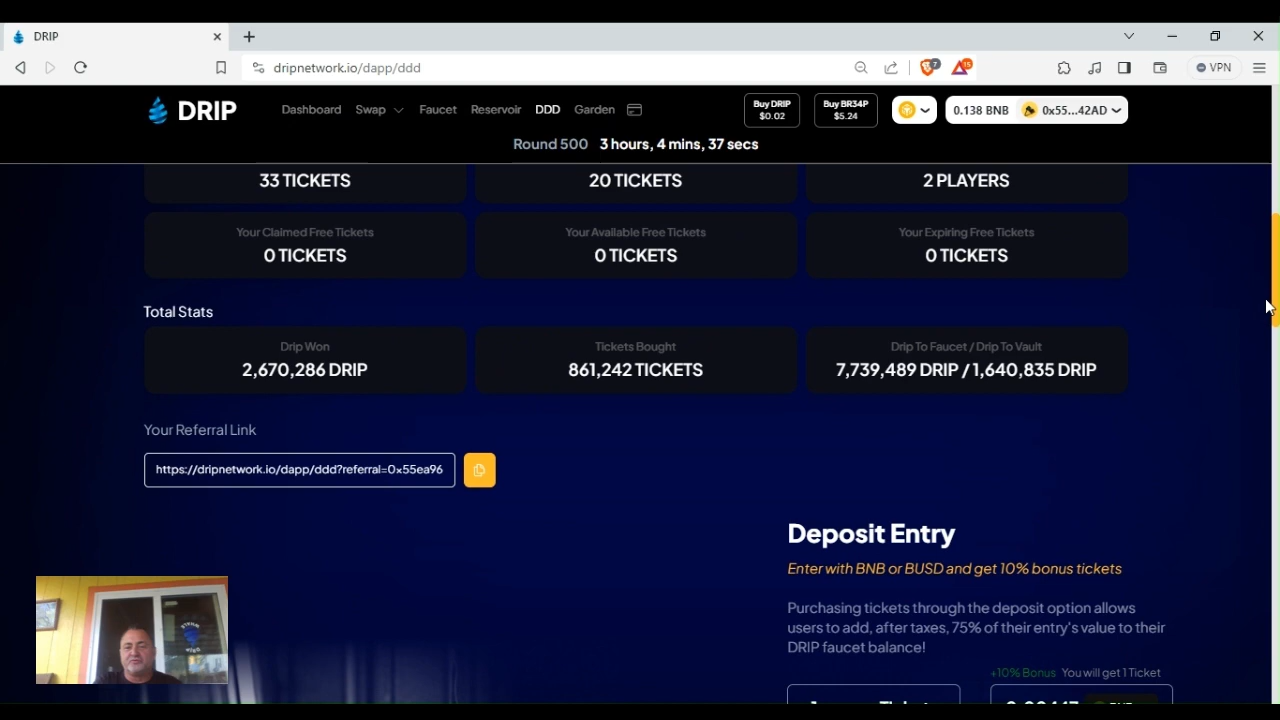 DRIP
dripnetwork.io/dapp/ddd
7
15
VPN
DRIP
Dashboard Swap Faucet Reservoir DDD Garden
Buy DRIP
$0.02
Buy BR34P
$5.24
0.138 BNB 0x55...42AD
Round 500 3 hours, 4 mins, 37 secs
33 TICKETS 20 TICKETS 2 PLAYERS
Your Claimed Free Tickets Your Available Free Tickets Your Expiring Free Tickets
0 TICKETS 0 TICKETS 0 TICKETS
Total Stats
Drip Won Tickets Bought Drip To Faucet / Drip To Vault
2,670,286 DRIP 861,242 TICKETS 7,739,489 DRIP / 1,640,835 DRIP
Your Referral Link
https://dripnetwork.io/dapp/ddd?referral=0x55ea96
Deposit Entry
Enter with BNB or BUSD and get 10% bonus tickets
Purchasing tickets through the deposit option allows
users to add, after taxes, 75% of their entry's value to their
DRIP faucet balance!
+10% Bonus You will get 1 Ticket